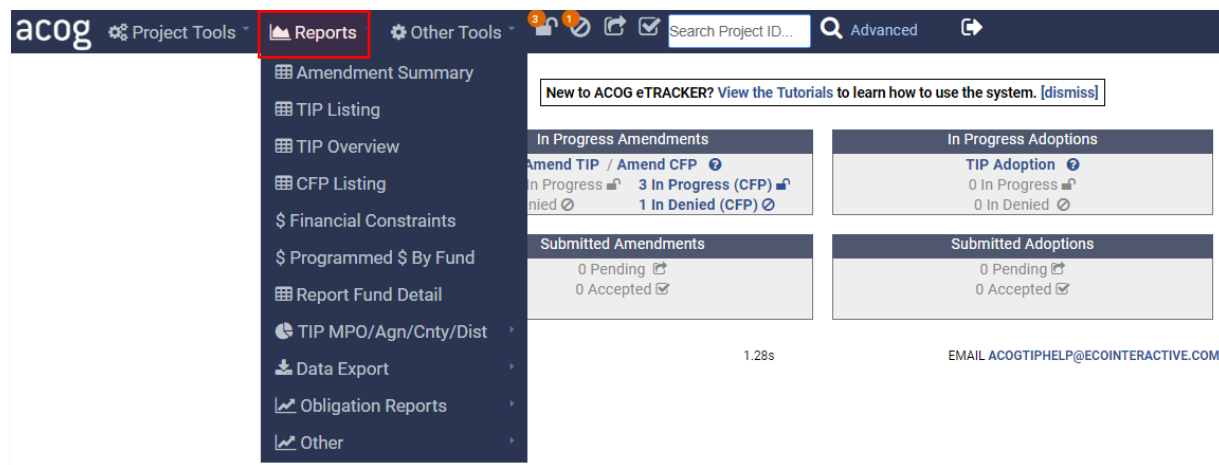 acog Project Tools Reports Other Tools 3 1 Search Project ID... Advanced
Amendment Summary
TIP Listing
TIP Overview
CFP Listing
$ Financial Constraints
$ Programmed $ By Fund
Report Fund Detail
TIP MPO/Agn/Cnty/Dist
Data Export
Obligation Reports
Other
New to ACOG eTRACKER? View the Tutorials to learn how to use the system. [dismiss]
In Progress Amendments
Amend TIP / Amend CFP
In Progress 3 In Progress (CFP)
nied 1 In Denied (CFP)
In Progress Adoptions
TIP Adoption
0 In Progress
0 In Denied
Submitted Amendments
0 Pending
0 Accepted
Submitted Adoptions
0 Pending
0 Accepted
1.28s
EMAIL ACOGTIPHELP@ECOINTERACTIVE.COM